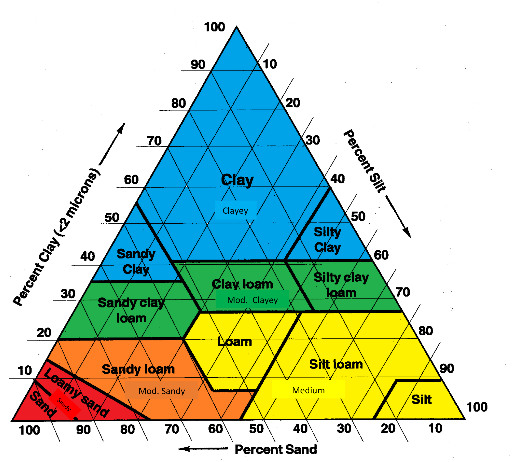 100
90
10
80
20
70
30
60
Clay
40
Clayey
50
50
Silty
Clay
40
Sandy
Clay
60
30
Clay loam
Silty clay
loam
Mod. Clayey
70
Sandy clay
loam
20
Loam
80
Sandy loam
Silt loam
10
Loamy sand
90
Mod. Sandy
Medium
Sand
Silt
100
100 90 80 70 60 50 40 30 20 10
Percent Sand
Percent Clay (<2 microns)
Percent Silt